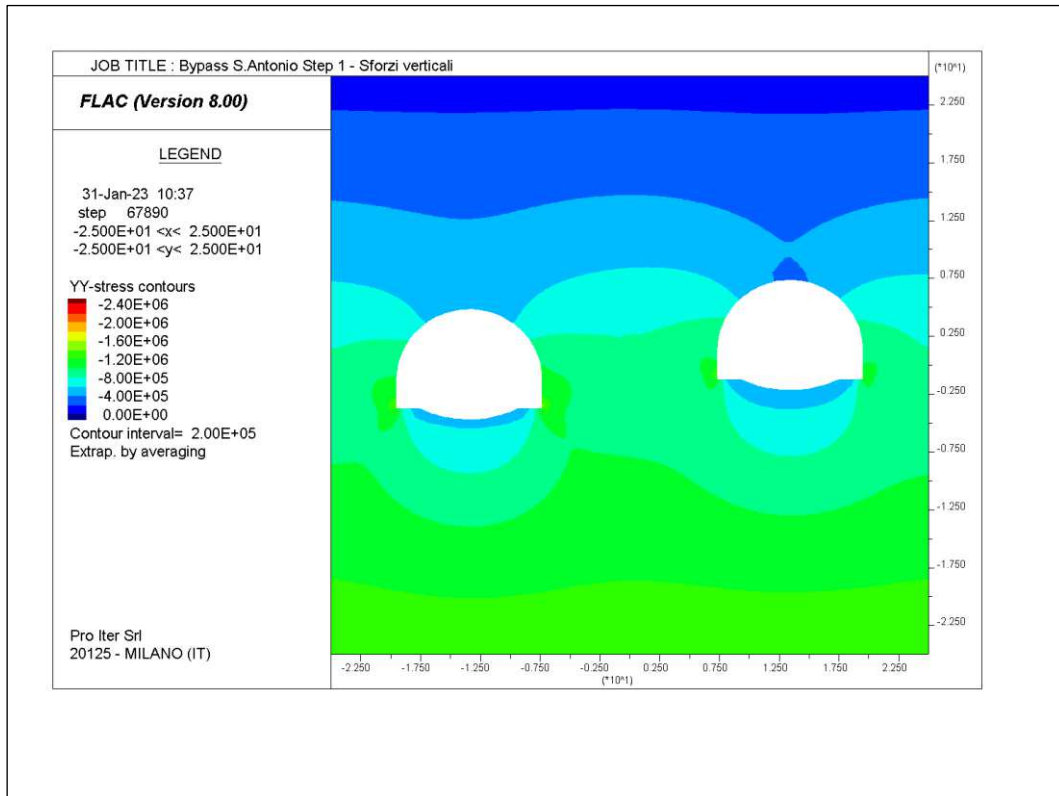 JOB TITLE : Bypass S.Antonio Step 1 - Sforzi verticali
(*10^1)
FLAC (Version 8.00)
LEGEND
31-Jan-23 10:37
step 67890
-2.500E+01 <x< 2.500E+01
-2.500E+01 <y< 2.500E+01
YY-stress contours
-2.40E+06
-2.00E+06
-1.60E+06
-1.20E+06
-8.00E+05
-4.00E+05
0.00E+00
Contour interval= 2.00E+05
Extrap. by averaging
Pro Iter Srl
20125 - MILANO (IT)
2.250
1.750
1.250
0.750
0.250
-0.250
-0.750
-1.250
-1.750
-2.250
-2.250 -1.750 -1.250 -0.750 -0.250 0.250 0.750 1.250 1.750 2.250
(*10^1)